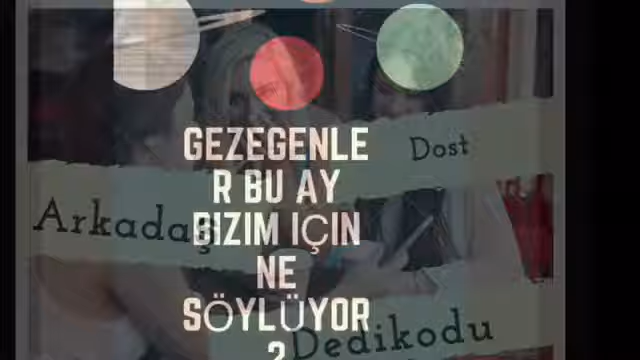 GEZEGENLE
R BU AY
BIZIM IÇIN
NE
SÖYLÜYOR
?
Dost
Arkadaş
Dedikodu